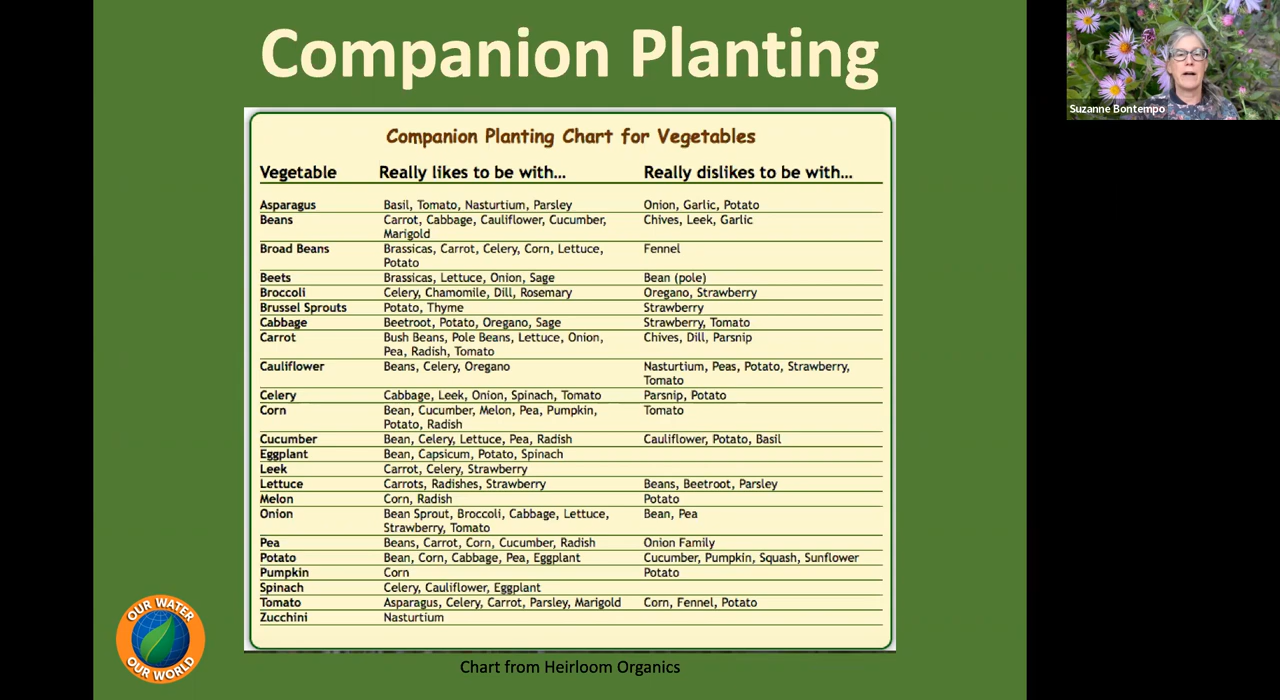 Companion Planting
Suzanne Bontempo
Companion Planting Chart for Vegetables
Vegetable Really likes to be with... Really dislikes to be with...
Asparagus Basil, Tomato, Nasturtium, Parsley Onion, Garlic, Potato
Beans Carrot, Cabbage, Cauliflower, Cucumber, Chives, Leek, Garlic
Marigold
Broad Beans Brassicas, Carrot, Celery, Corn, Lettuce, Fennel
Potato
Beets Brassicas, Lettuce, Onion, Sage Bean (pole)
Broccoli Celery, Chamomile, Dill, Rosemary Oregano, Strawberry
Brussel Sprouts Potato, Thyme Strawberry
Cabbage Beetroot, Potato, Oregano, Sage Strawberry, Tomato
Carrot Bush Beans, Pole Beans, Lettuce, Onion, Chives, Dill, Parsnip
Pea, Radish, Tomato
Cauliflower Beans, Celery, Oregano Nasturtium, Peas, Potato, Strawberry,
Tomato
Celery Cabbage, Leek, Onion, Spinach, Tomato Parsnip, Potato
Corn Bean, Cucumber, Melon, Pea, Pumpkin, Tomato
Potato, Radish
Cucumber Bean, Celery, Lettuce, Pea, Radish Cauliflower, Potato, Basil
Eggplant Bean, Capsicum, Potato, Spinach
Leek Carrot, Celery, Strawberry
Lettuce Carrots, Radishes, Strawberry Beans, Beetroot, Parsley
Melon Corn, Radish Potato
Onion Bean Sprout, Broccoli, Cabbage, Lettuce, Bean, Pea
Strawberry, Tomato
Pea Beans, Carrot, Corn, Cucumber, Radish Onion Family
Potato Bean, Corn, Cabbage, Pea, Eggplant Cucumber, Pumpkin, Squash, Sunflower
Pumpkin Corn Potato
Spinach Celery, Cauliflower, Eggplant
Tomato Asparagus, Celery, Carrot, Parsley, Marigold Corn, Fennel, Potato
Zucchini Nasturtium
OUR WATER
OUR WORLD
Chart from Heirloom Organics